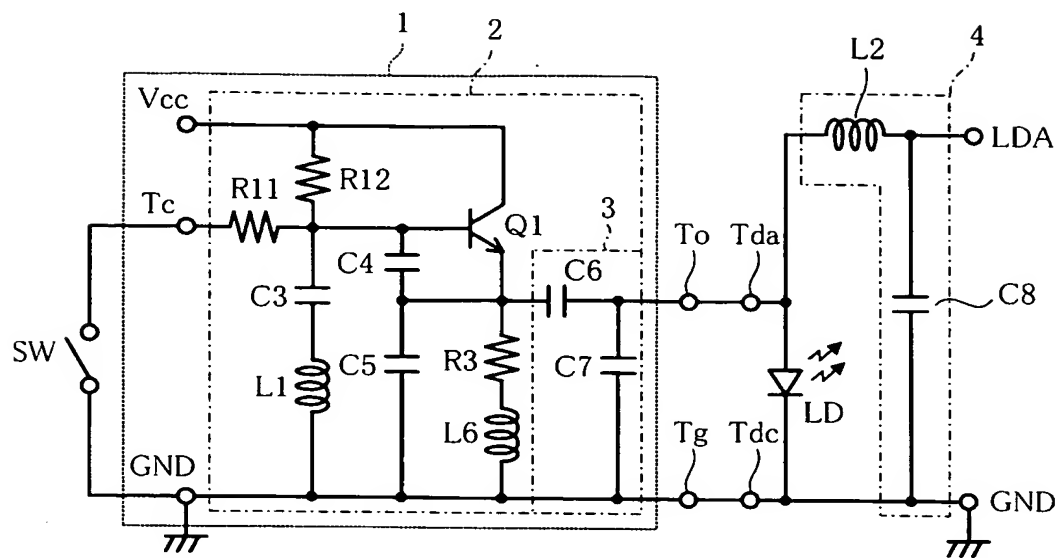 1
2
L2
4
Vcc
LDA
R12
R11
Tc
Q1
3
To
Tda
C4
C6
C3
C8
SW
C5
R3
C7
L1
LD
L6
Tg
Tdc
GND
GND